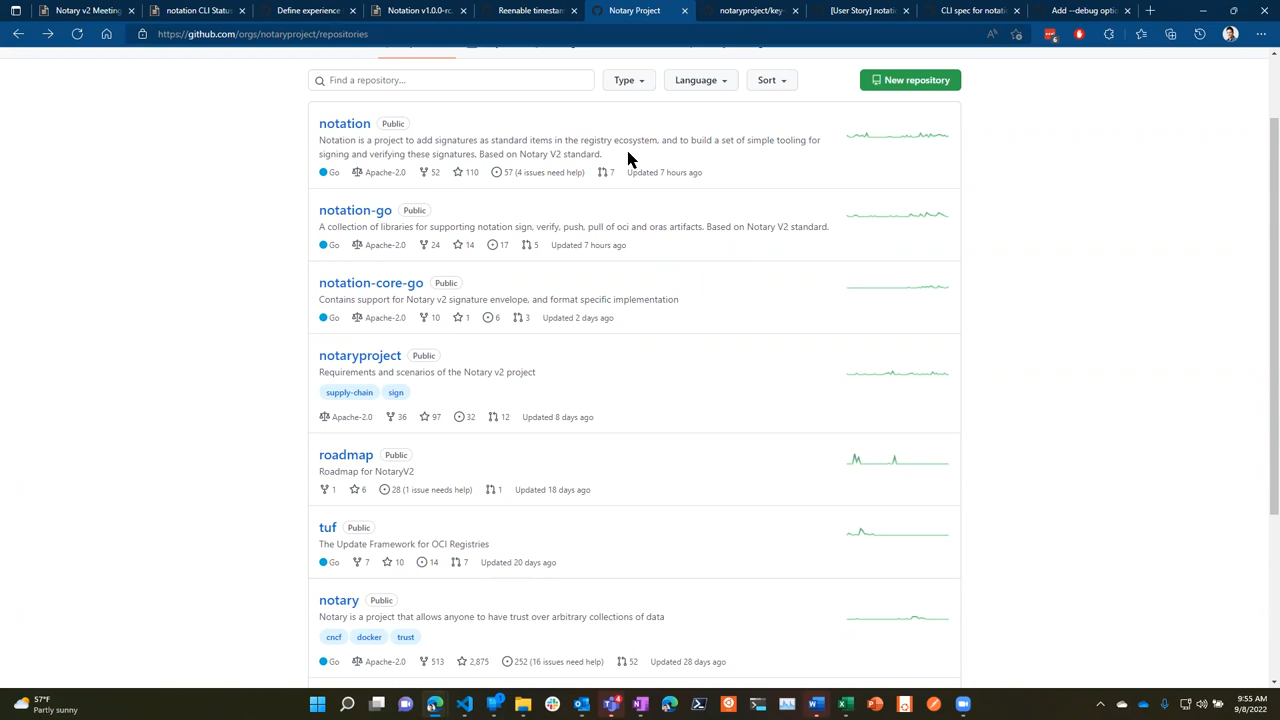 Notary v2 Meeting
notation CLI Status
Define experience
Notation v1.0.0-rc.
Reenable timestam
Notary Project
notaryproject/key-
[User Story] notati
CLI spec for notati
Add --debug optio
https://github.com/orgs/notaryproject/repositories
6
Find a repository...
Type
Language
Sort
New repository
notation Public
Notation is a project to add signatures as standard items in the registry ecosystem, and to build a set of simple tooling for
signing and verifying these signatures. Based on Notary V2 standard.
Go Apache-2.0 52 110 57 (4 issues need help) 7 Updated 7 hours ago
notation-go Public
A collection of libraries for supporting notation sign, verify, push, pull of oci and oras artifacts. Based on Notary V2 standard.
Go Apache-2.0 24 14 17 5 Updated 7 hours ago
notation-core-go Public
Contains support for Notary v2 signature envelope, and format specific implementation
Go Apache-2.0 10 1 6 3 Updated 2 days ago
notaryproject Public
Requirements and scenarios of the Notary v2 project
supply-chain sign
Apache-2.0 36 97 32 12 Updated 8 days ago
roadmap Public
Roadmap for NotaryV2
1 6 28 (1 issue needs help) 1 Updated 18 days ago
tuf Public
The Update Framework for OCI Registries
Go 7 10 14 7 Updated 20 days ago
notary Public
Notary is a project that allows anyone to have trust over arbitrary collections of data
cncf docker trust
Go Apache-2.0 513 2,875 252 (16 issues need help) 52 Updated 28 days ago
57°F
Partly sunny
9:55 AM
9/8/2022